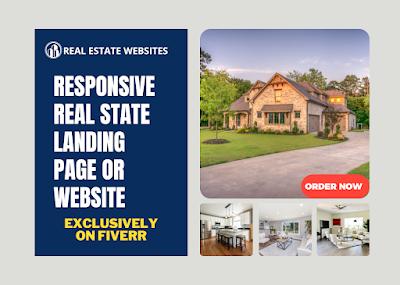 REAL ESTATE WEBSITES
RESPONSIVE
REAL STATE
LANDING
PAGE OR
WEBSITE
EXCLUSIVELY
ON FIVERR
ORDER NOW